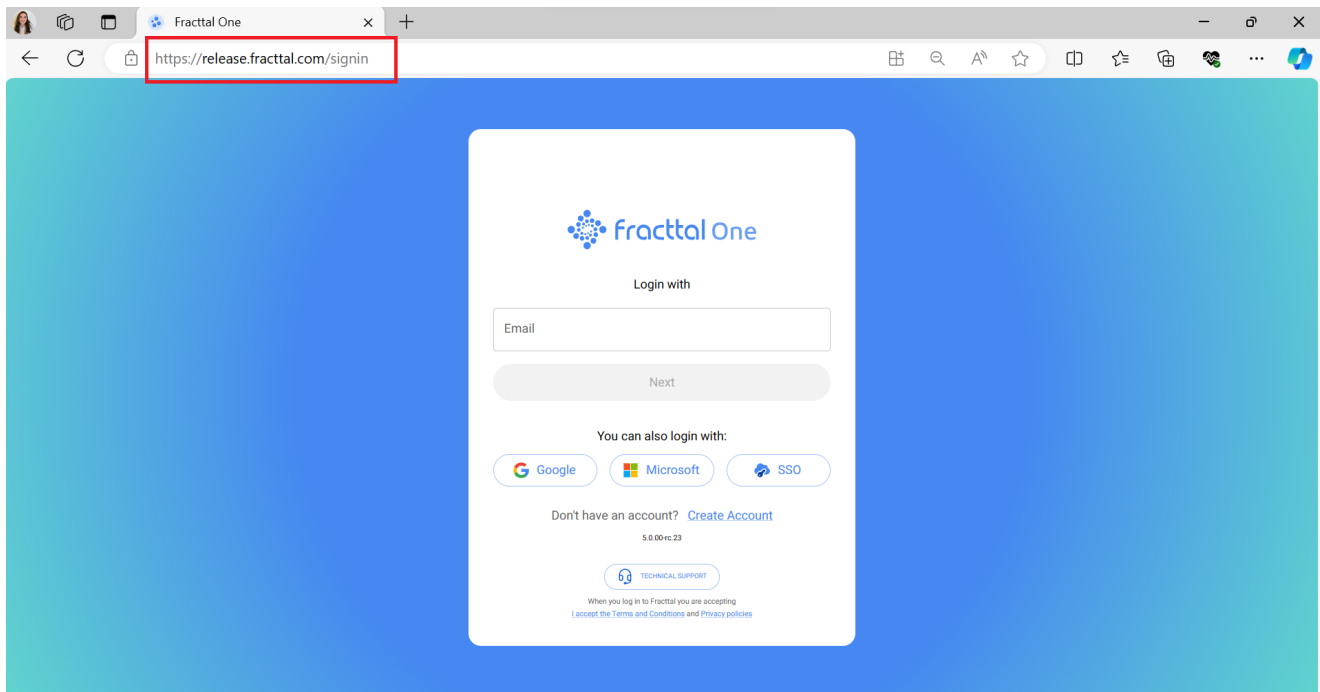 Fracttal One
https://release.fracttal.com/signin
fracttal One
Login with
Email
Next
You can also login with:
Google Microsoft SSO
Don't have an account? Create Account
5.0.00-rc.23
TECHNICAL SUPPORT
When you log in to Fracttal you are accepting
I accept the Terms and Conditions and Privacy policies